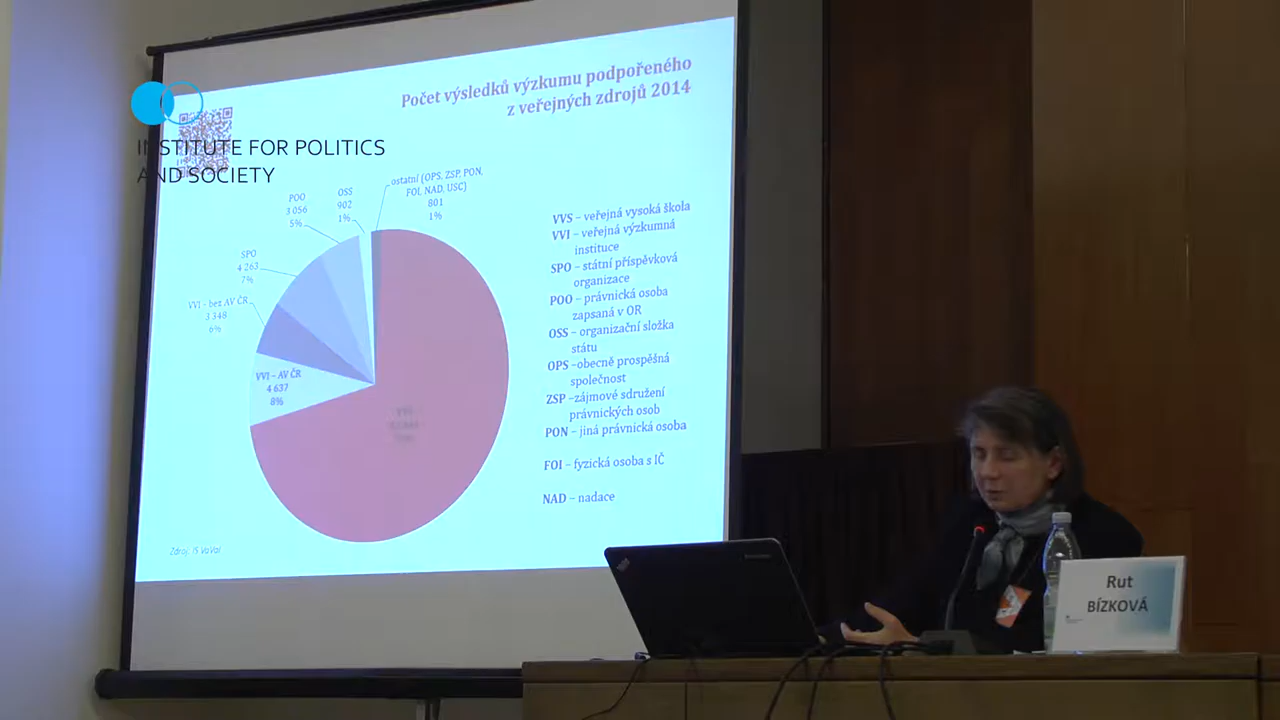 Počet výsledků výzkumu podpořeného
z veřejných zdrojů 2014
INSTITUTE FOR POLITICS
AND SOCIETY
ostatní (OPS, ZSP, PON,
FOI, NAD, USC)
801
1%
OSS
902
1%
POO
3 056
5%
SPO
4 263
7%
VVI - bez AV ČR
3 348
6%
VVI – AV ČR
4 637
8%
VVS – veřejná vysoká škola
VVI – veřejná výzkumná
instituce
SPO – státní příspěvková
organizace
POO – právnická osoba
zapsaná v OR
OSS – organizační složka
státu
OPS –obecně prospěšná
společnost
ZSP –zájmové sdružení
právnických osob
PON – jiná právnická osoba
FOI – fyzická osoba s IČ
NAD – nadace
Zdroj: IS VaVaI
Rut
BÍZKOVÁ